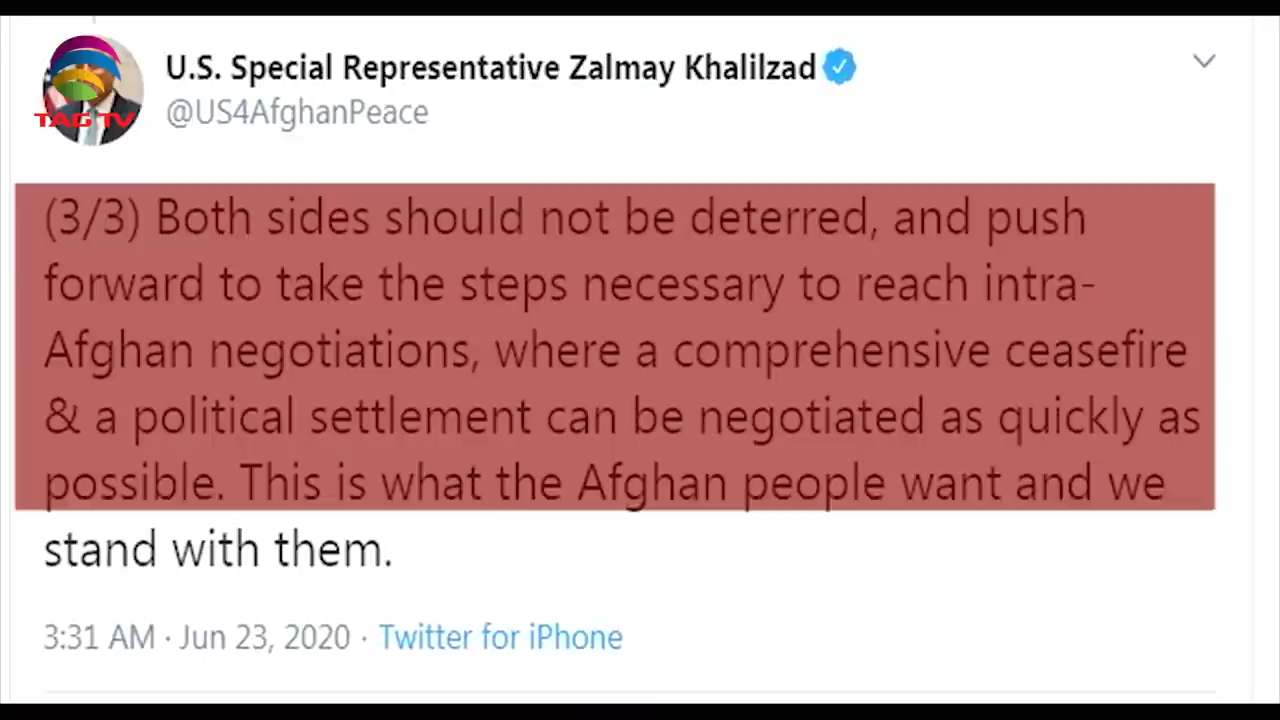 TAG TV
U.S. Special Representative Zalmay Khalilzad
@US4AfghanPeace
(3/3) Both sides should not be deterred, and push
forward to take the steps necessary to reach intra-
Afghan negotiations, where a comprehensive ceasefire
& a political settlement can be negotiated as quickly as
possible. This is what the Afghan people want and we
stand with them.
3:31 AM · Jun 23, 2020 · Twitter for iPhone